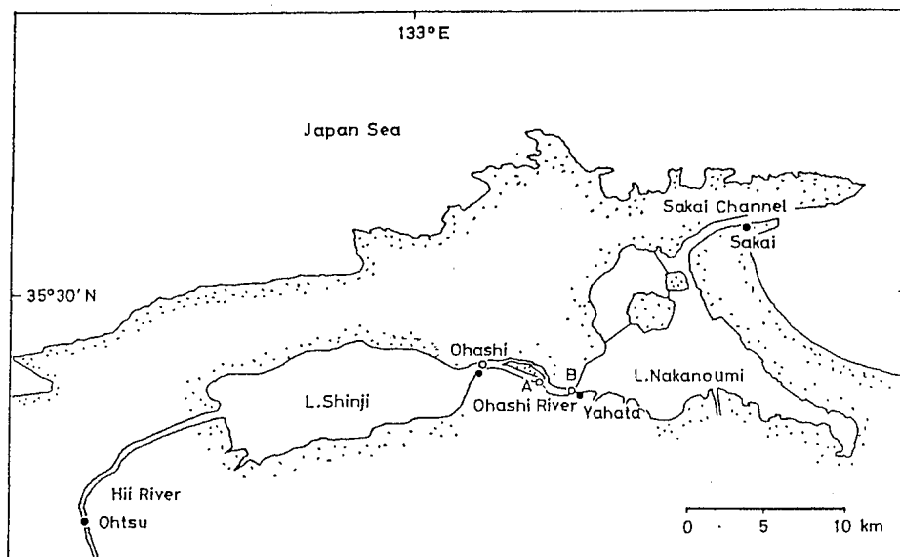 133°E
Japan Sea
Sakai Channel
Sakai
35°30'N
Ohashi
B
A
L.Shinji
Ohashi River
Yahata
L.Nakanoumi
Hii River
Ohtsu
0 5 10 km